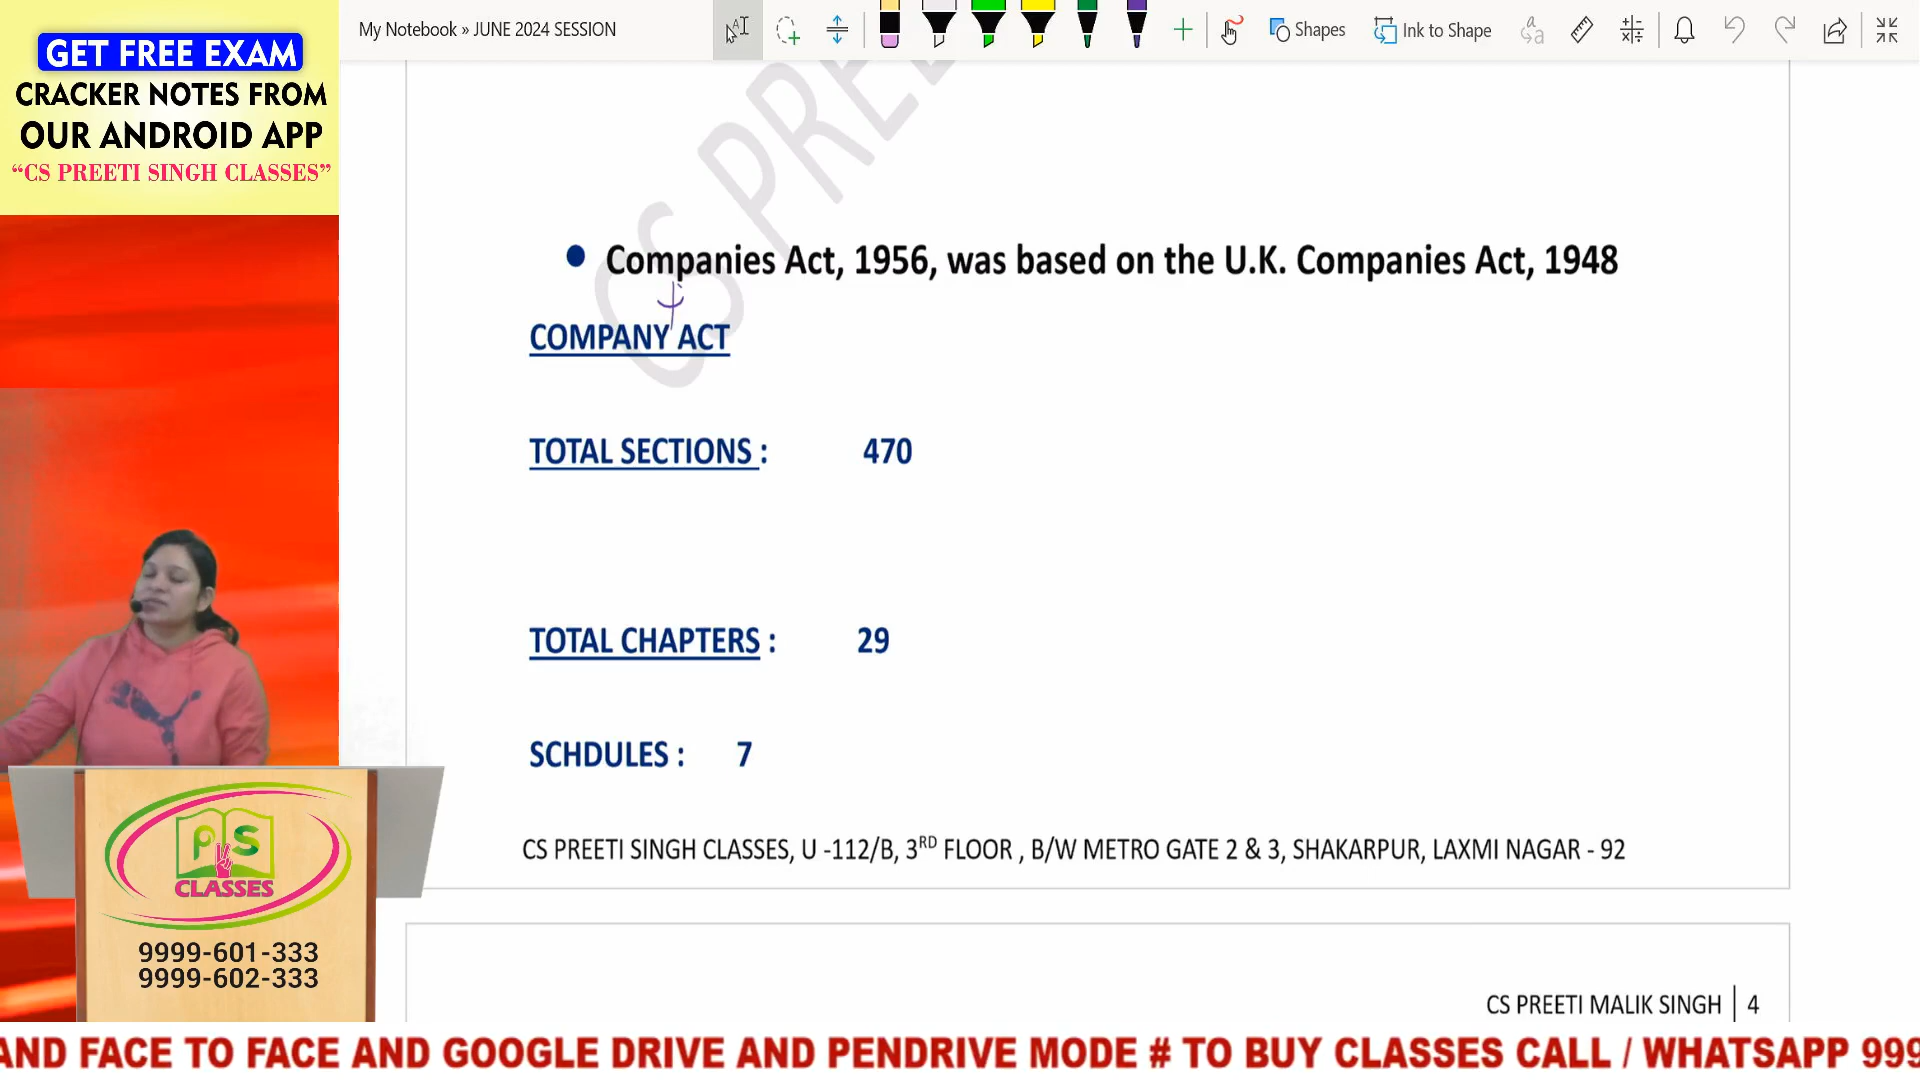 GET FREE EXAM
CRACKER NOTES FROM
OUR ANDROID APP
“CS PREETI SINGH CLASSES”
My Notebook » JUNE 2024 SESSION
Shapes
Ink to Shape
CS PREE
• Companies Act, 1956, was based on the U.K. Companies Act, 1948
COMPANY ACT
TOTAL SECTIONS : 470
TOTAL CHAPTERS : 29
SCHDULES : 7
CS PREETI SINGH CLASSES, U -112/B, 3RD FLOOR , B/W METRO GATE 2 & 3, SHAKARPUR, LAXMI NAGAR - 92
PS
CLASSES
9999-601-333
9999-602-333
CS PREETI MALIK SINGH | 4
AND FACE TO FACE AND GOOGLE DRIVE AND PENDRIVE MODE # TO BUY CLASSES CALL / WHATSAPP 999